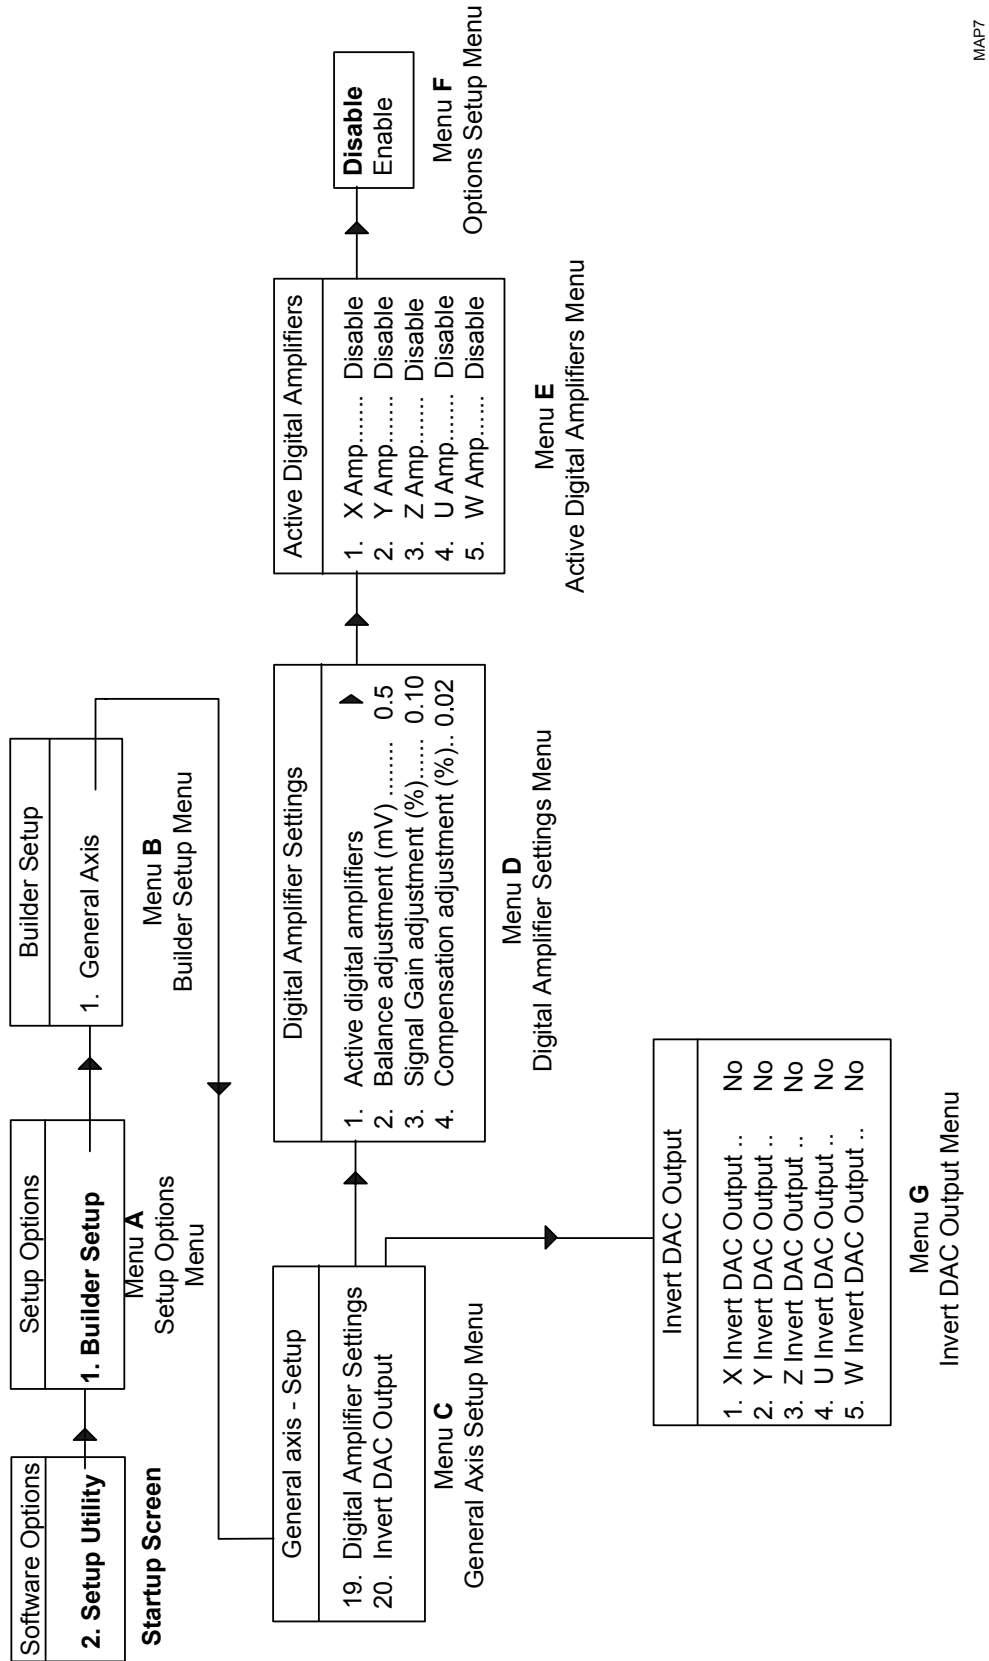 Software Options
2. Setup Utility
Startup Screen
Setup Options
1. Builder Setup
Menu A
Setup Options
Menu
Builder Setup
1. General Axis
Menu B
Builder Setup Menu
General axis - Setup
19. Digital Amplifier Settings
20. Invert DAC Output
Menu C
General Axis Setup Menu
Digital Amplifier Settings
1. Active digital amplifiers
2. Balance adjustment (mV) ........ 0.5
3. Signal Gain adjustment (%)...... 0.10
4. Compensation adjustment (%).. 0.02
Menu D
Digital Amplifier Settings Menu
Active Digital Amplifiers
1. X Amp....... Disable
2. Y Amp....... Disable
3. Z Amp....... Disable
4. U Amp....... Disable
5. W Amp...... Disable
Menu E
Active Digital Amplifiers Menu
Disable
Enable
Menu F
Options Setup Menu
Invert DAC Output
1. X Invert DAC Output .. No
2. Y Invert DAC Output .. No
3. Z Invert DAC Output .. No
4. U Invert DAC Output .. No
5. W Invert DAC Output .. No
Menu G
Invert DAC Output Menu
MAP7